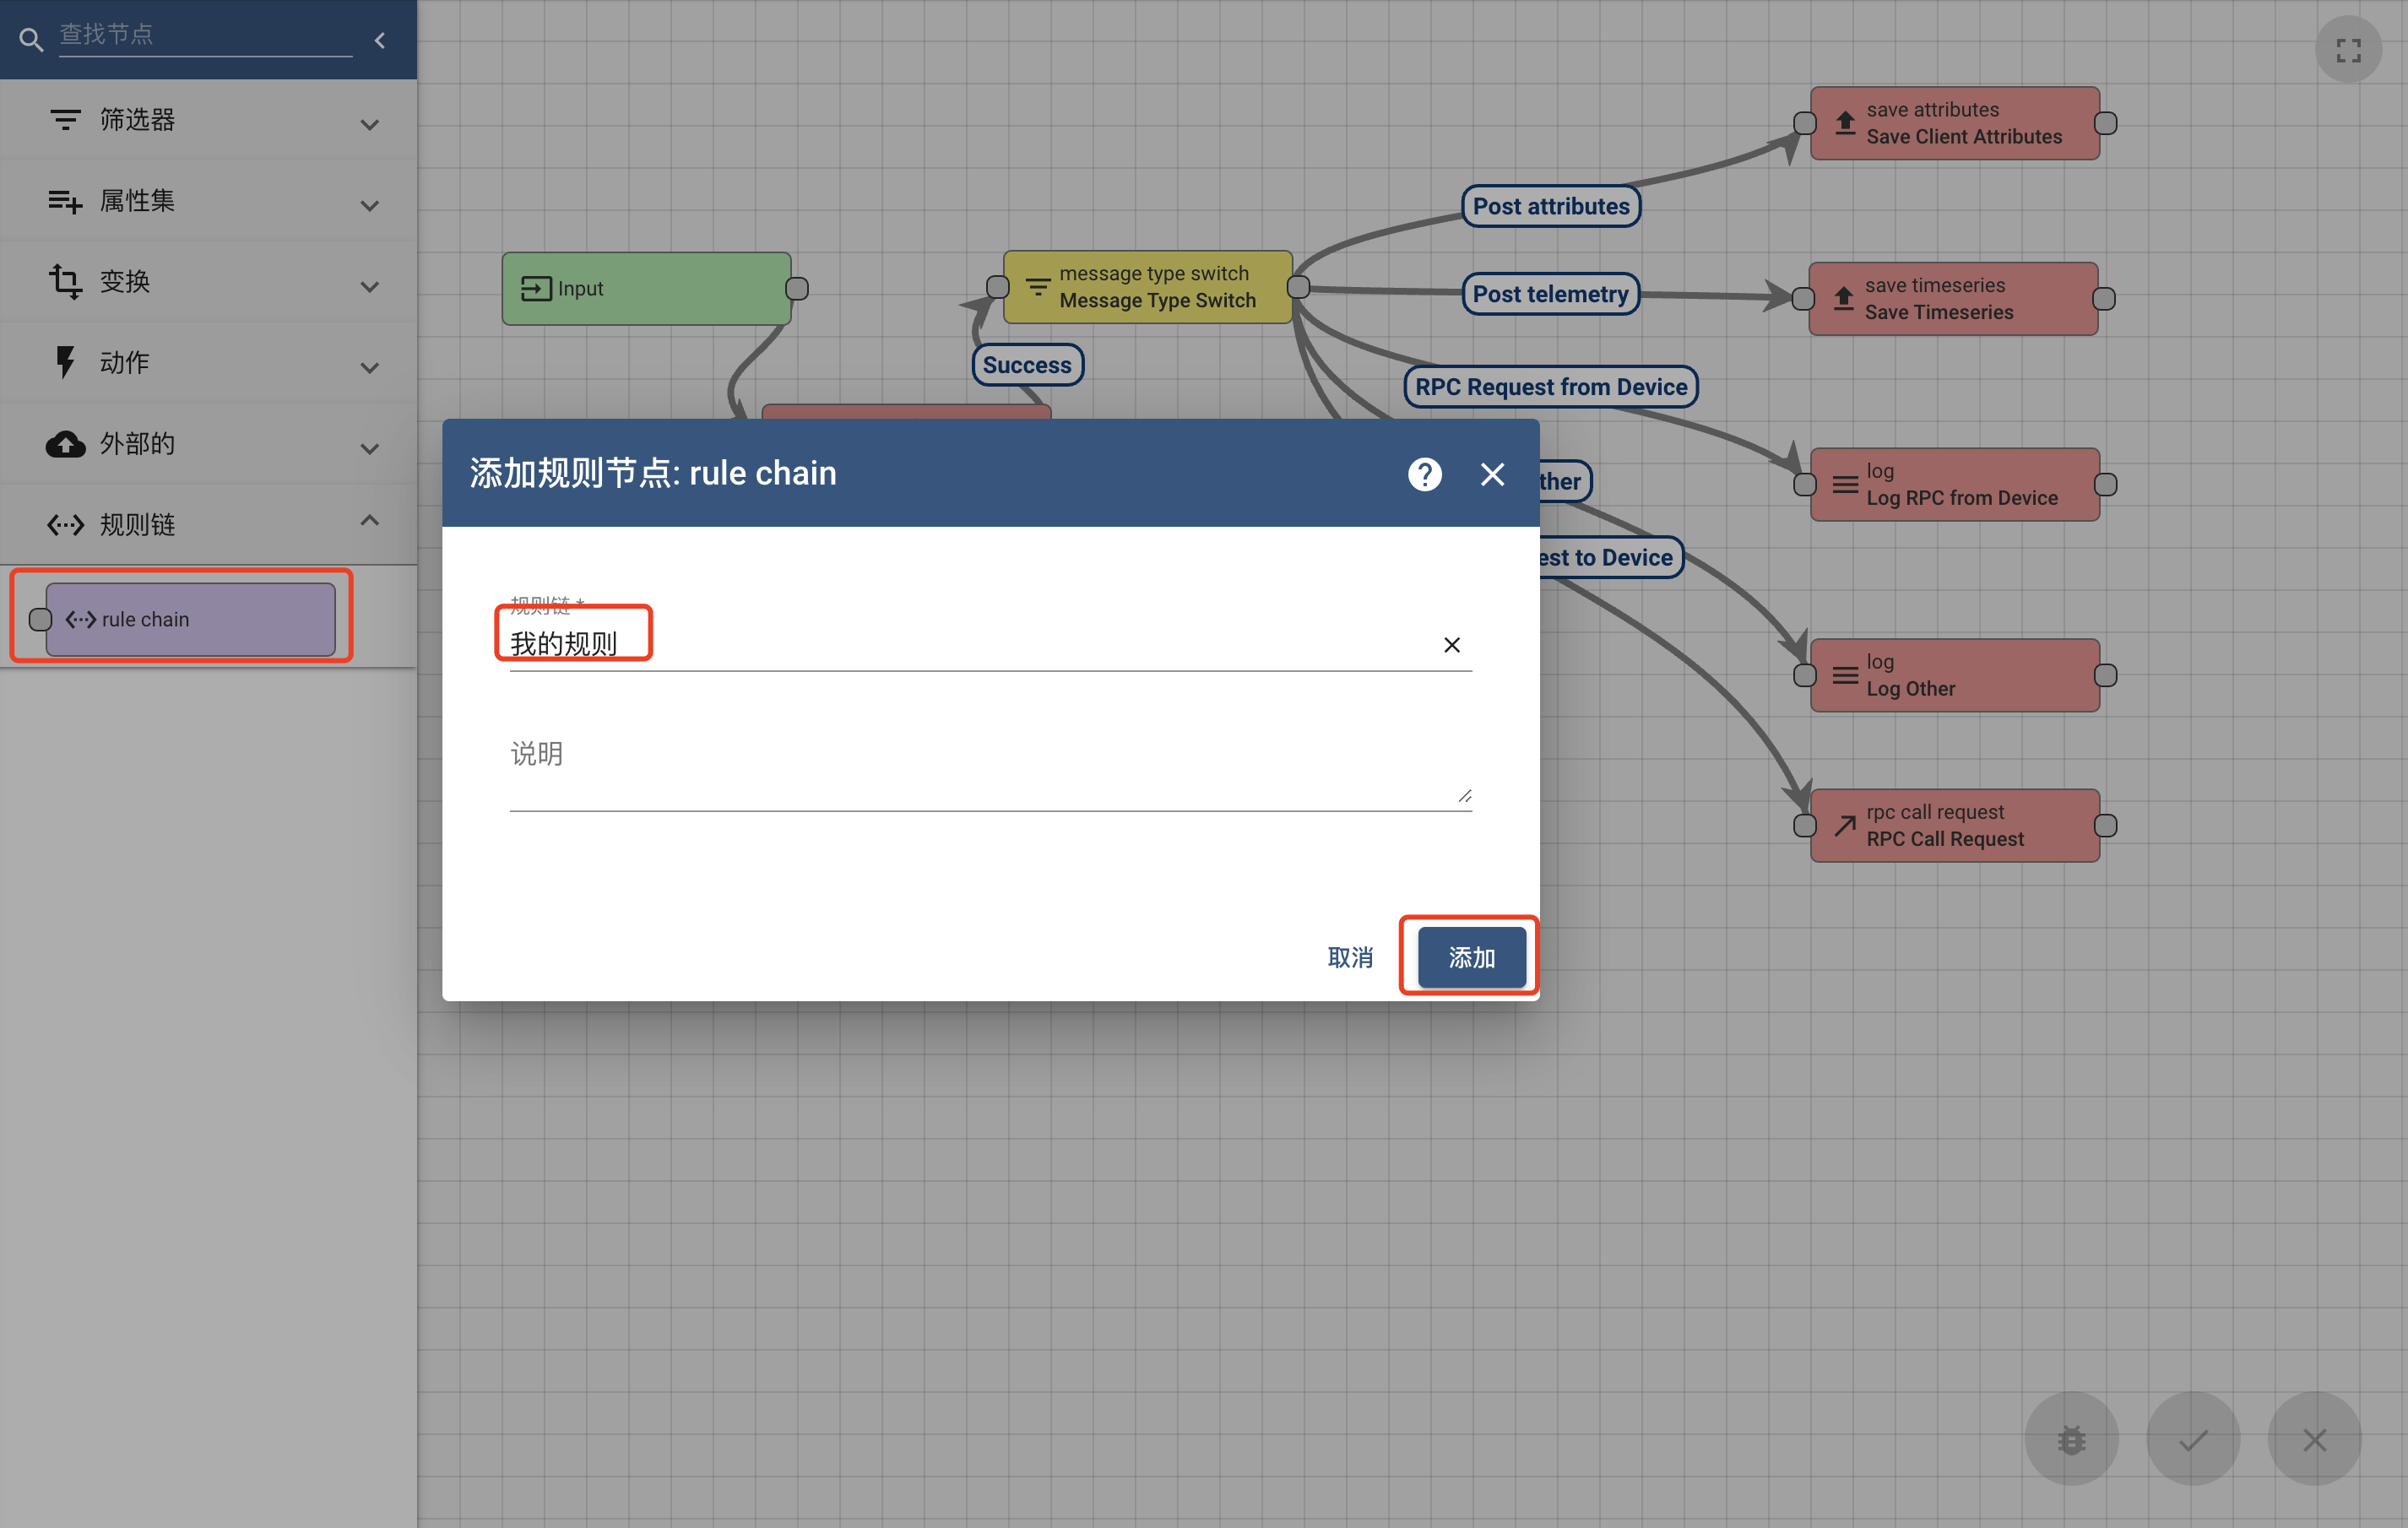 查找节点
筛选器
属性集
变换
动作
外部的
规则链
rule chain
Input
message type switch
Message Type Switch
Success
Post attributes
Post telemetry
RPC Request from Device
ther
est to Device
save attributes
Save Client Attributes
save timeseries
Save Timeseries
log
Log RPC from Device
log
Log Other
rpc call request
RPC Call Request
添加规则节点: rule chain
规则链 *
我的规则
说明
取消
添加